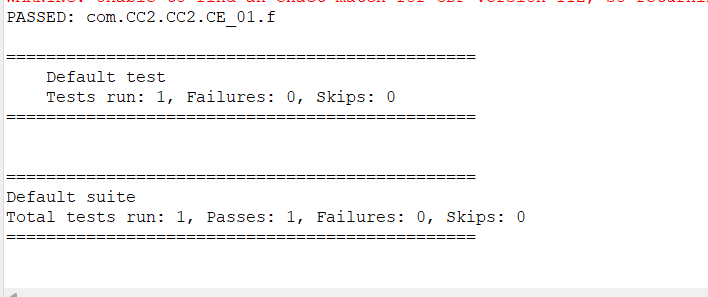 PASSED: com.CC2.CC2.CE_01.f
===============================================
Default test
Tests run: 1, Failures: 0, Skips: 0
===============================================
===============================================
Default suite
Total tests run: 1, Passes: 1, Failures: 0, Skips: 0
===============================================